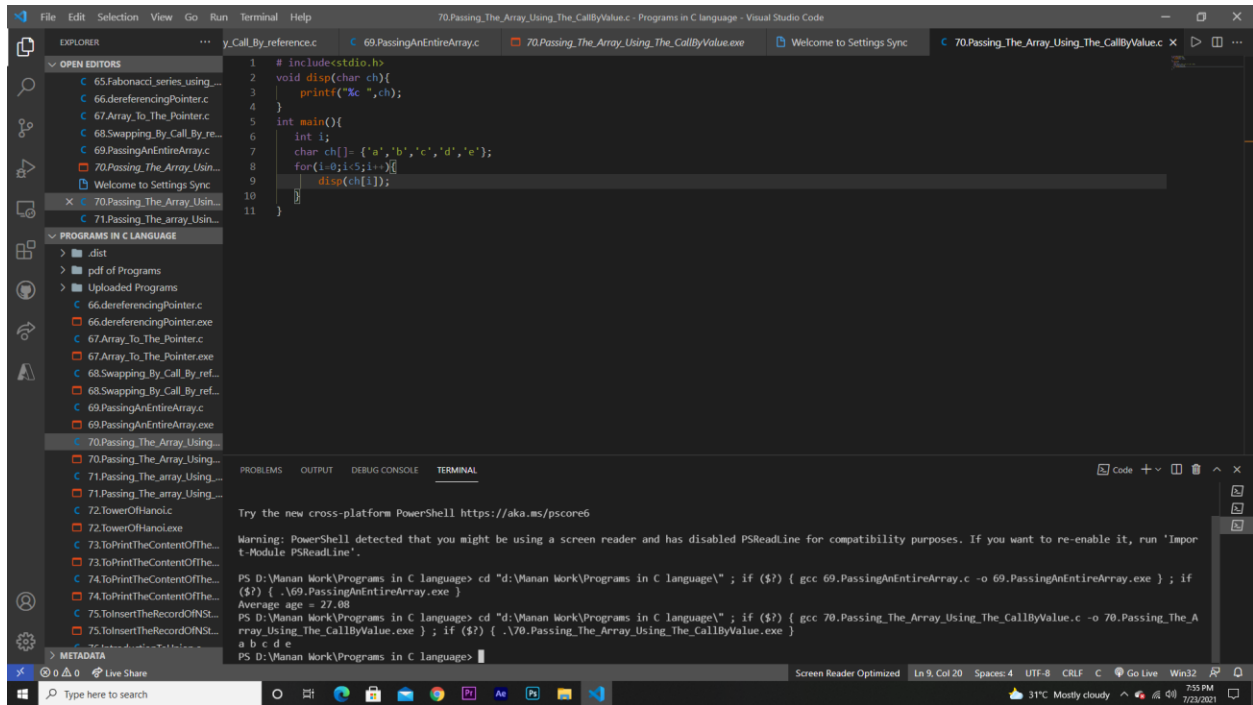 File Edit Selection View Go Run Terminal Help 70.Passing_The_Array_Using_The_CallByValue.c - Programs in C language - Visual Studio Code
EXPLORER
y_Call_By_reference.c 69.PassingAnEntireArray.c 70.Passing_The_Array_Using_The_CallByValue.exe Welcome to Settings Sync 70.Passing_The_Array_Using_The_CallByValue.c
OPEN EDITORS
65.Fabonacci_series_using_...
66.dereferencingPointer.c
67.Array_To_The_Pointer.c
68.Swapping_By_Call_By_re...
69.PassingAnEntireArray.c
70.Passing_The_Array_Usin...
Welcome to Settings Sync
70.Passing_The_Array_Usin...
71.Passing_The_array_Usin...
PROGRAMS IN C LANGUAGE
.dist
pdf of Programs
Uploaded Programs
66.dereferencingPointer.c
66.dereferencingPointer.exe
67.Array_To_The_Pointer.c
67.Array_To_The_Pointer.exe
68.Swapping_By_Call_By_ref...
68.Swapping_By_Call_By_ref...
69.PassingAnEntireArray.c
69.PassingAnEntireArray.exe
70.Passing_The_Array_Using...
70.Passing_The_Array_Using...
71.Passing_The_array_Using_...
71.Passing_The_array_Using_...
72.TowerOfHanoi.c
72.TowerOfHanoi.exe
73.ToPrintTheContentOfThe...
73.ToPrintTheContentOfThe...
74.ToPrintTheContentOfThe...
74.ToPrintTheContentOfThe...
75.ToInsertTheRecordOfNSt...
75.ToInsertTheRecordOfNSt...
METADATA
1 # include<stdio.h>
2 void disp(char ch){
3 printf("%c ",ch);
4 }
5 int main(){
6 int i;
7 char ch[]= {'a','b','c','d','e'};
8 for(i=0;i<5;i++){
9 disp(ch[i]);
10 }
11 }
PROBLEMS OUTPUT DEBUG CONSOLE TERMINAL Code
Try the new cross-platform PowerShell https://aka.ms/pscore6
Warning: PowerShell detected that you might be using a screen reader and has disabled PSReadLine for compatibility purposes. If you want to re-enable it, run 'Impor
t-Module PSReadLine'.
PS D:\Manan Work\Programs in C language> cd "d:\Manan Work\Programs in C language\" ; if ($?) { gcc 69.PassingAnEntireArray.c -o 69.PassingAnEntireArray.exe } ; if
($?) { .\69.PassingAnEntireArray.exe }
Average age = 27.08
PS D:\Manan Work\Programs in C language> cd "d:\Manan Work\Programs in C language\" ; if ($?) { gcc 70.Passing_The_Array_Using_The_CallByValue.c -o 70.Passing_The_A
rray_Using_The_CallByValue.exe } ; if ($?) { .\70.Passing_The_Array_Using_The_CallByValue.exe }
a b c d e
PS D:\Manan Work\Programs in C language>
0 0 Live Share Screen Reader Optimized Ln 9, Col 20 Spaces: 4 UTF-8 CRLF C Go Live Win32
Type here to search Pr Ae Ps 31°C Mostly cloudy 7:55 PM
7/23/2021